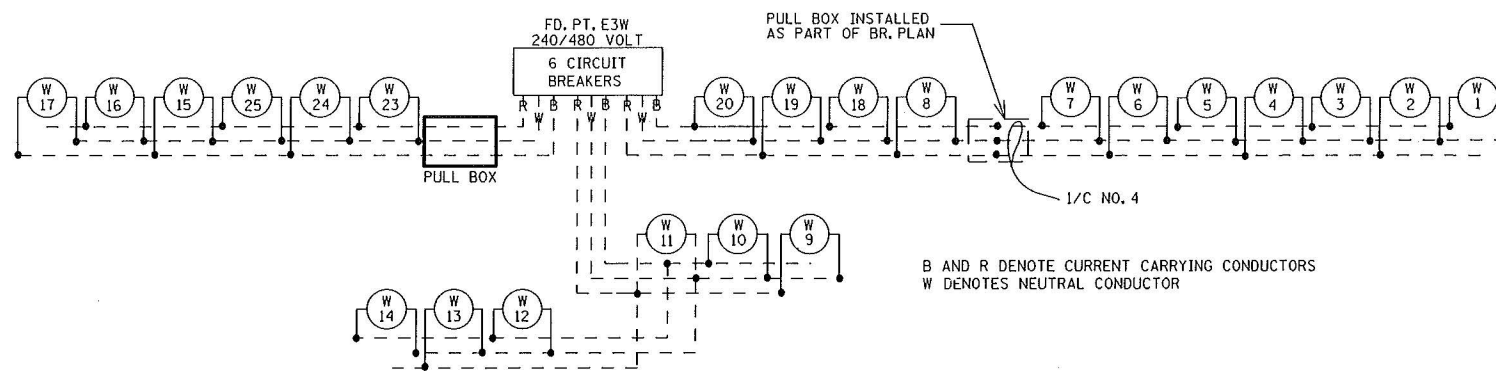 FD. PT. E3W
240/480 VOLT
6 CIRCUIT
BREAKERS
R W B R W B R W B
PULL BOX INSTALLED
AS PART OF BR. PLAN
W 17
W 16
W 15
W 25
W 24
W 23
W 20
W 19
W 18
W 8
W 7
W 6
W 5
W 4
W 3
W 2
W 1
PULL BOX
1/C NO. 4
W 11
W 10
W 9
B AND R DENOTE CURRENT CARRYING CONDUCTORS
W DENOTES NEUTRAL CONDUCTOR
W 14
W 13
W 12